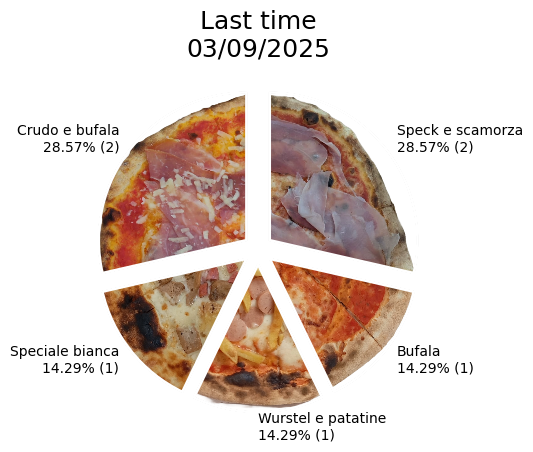 Last time
03/09/2025
Crudo e bufala
28.57% (2)
Speck e scamorza
28.57% (2)
Speciale bianca
14.29% (1)
Bufala
14.29% (1)
Wurstel e patatine
14.29% (1)